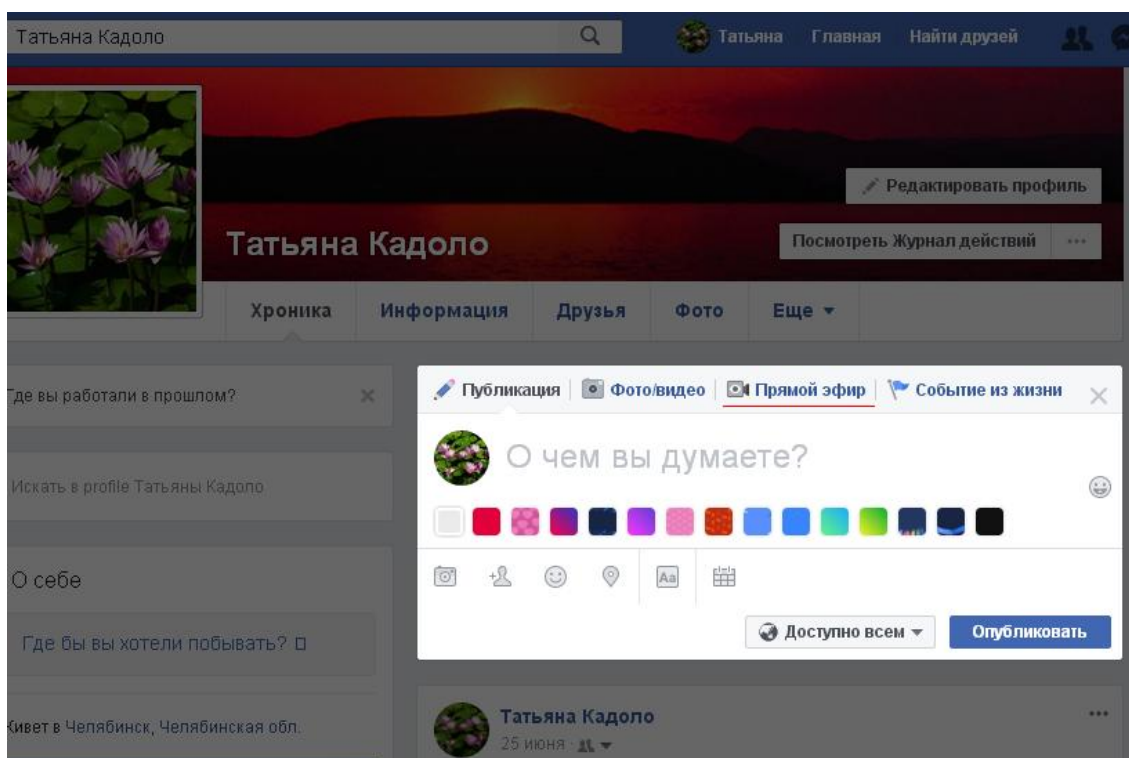 Татьяна Кадоло
Татьяна Главная Найти друзей
Редактировать профиль
Татьяна Кадоло
Посмотреть Журнал действий ...
Хроника Информация Друзья Фото Еще
Где вы работали в прошлом?
Искать в profile Татьяны Кадоло
О себе
Где бы вы хотели побывать?
Живет в Челябинск, Челябинская обл.
Публикация Фото/видео Прямой эфир Событие из жизни
О чем вы думаете?
Aa
Доступно всем Опубликовать
Татьяна Кадоло
25 июня ·